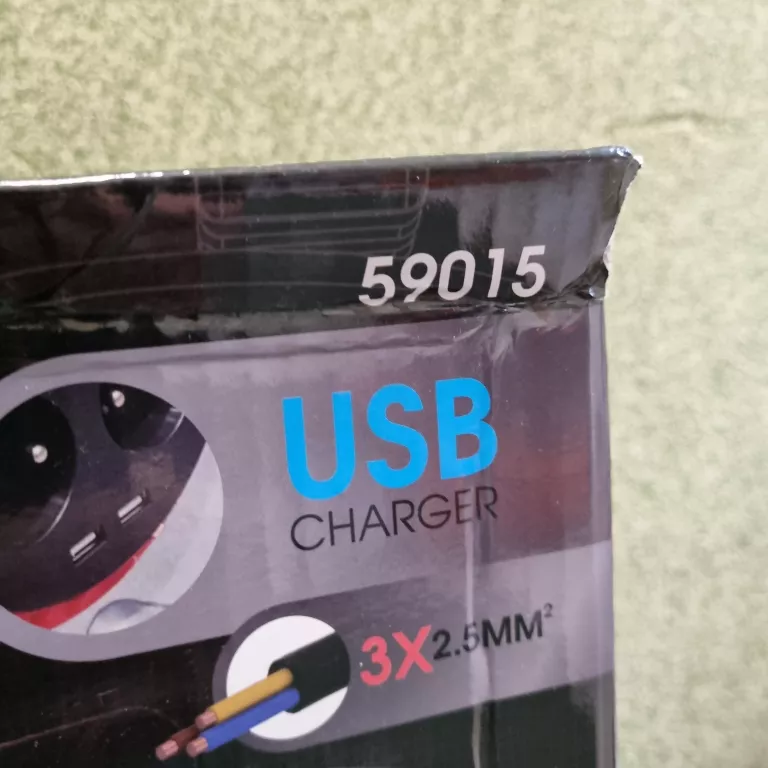 59015
USB
CHARGER
3X2.5MM²